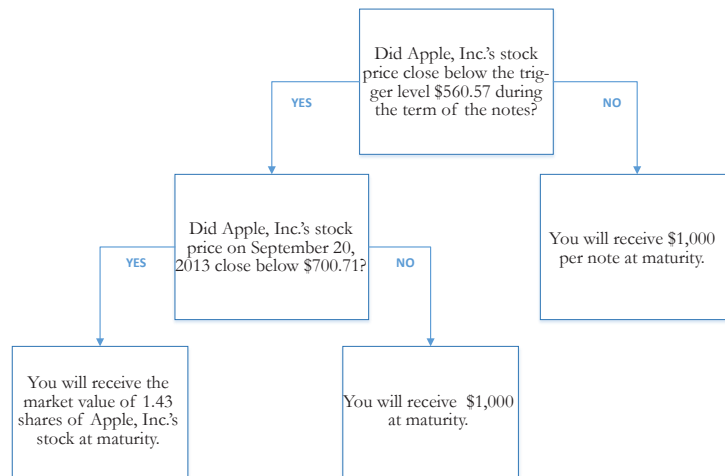 Did Apple, Inc.'s stock
price close below the trig-
ger level $560.57 during
the term of the notes?
YES
NO
Did Apple, Inc.'s stock
price on September 20,
2013 close below $700.71?
You will receive $1,000
per note at maturity.
YES
NO
You will receive the
market value of 1.43
shares of Apple, Inc.'s
stock at maturity.
You will receive $1,000
at maturity.